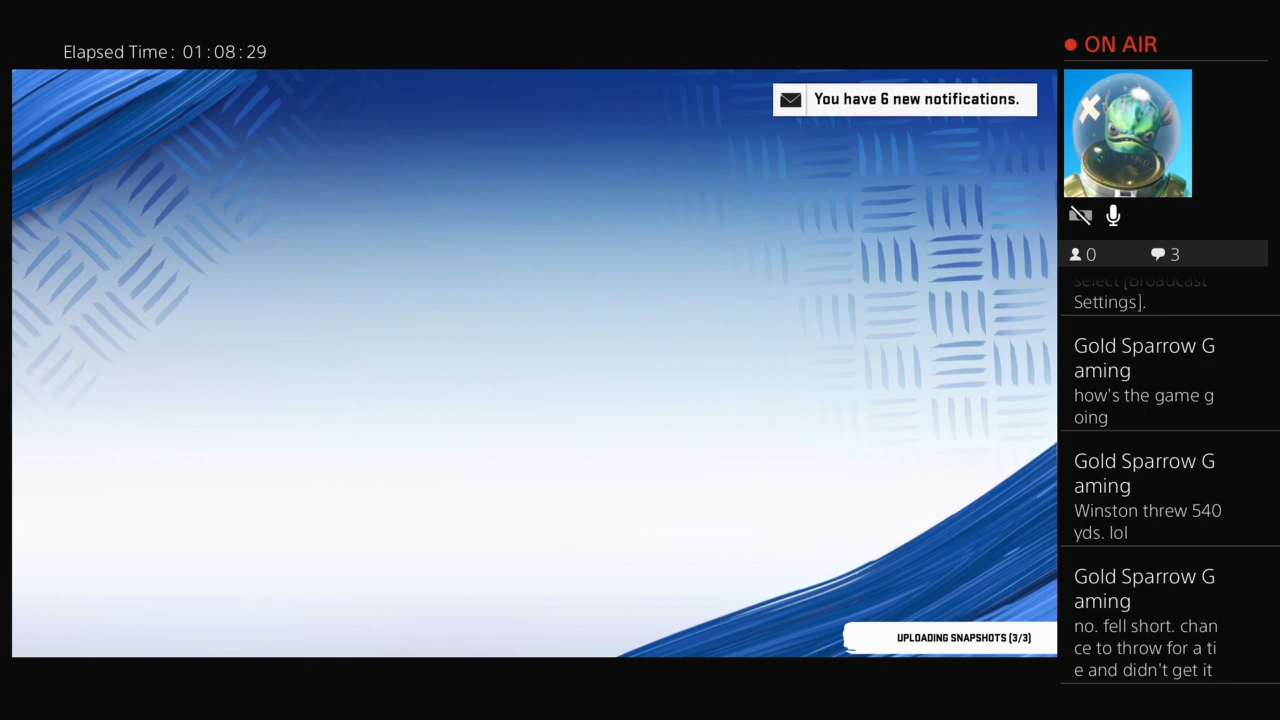 Elapsed Time: 01:08:29
ON AIR
You have 6 new notifications.
0
3
select [Broadcast
Settings].
Gold Sparrow G
aming
how's the game g
oing
Gold Sparrow G
aming
Winston threw 540
yds. lol
Gold Sparrow G
aming
no. fell short. chan
ce to throw for a ti
e and didn't get it
UPLOADING SNAPSHOTS (3/3)